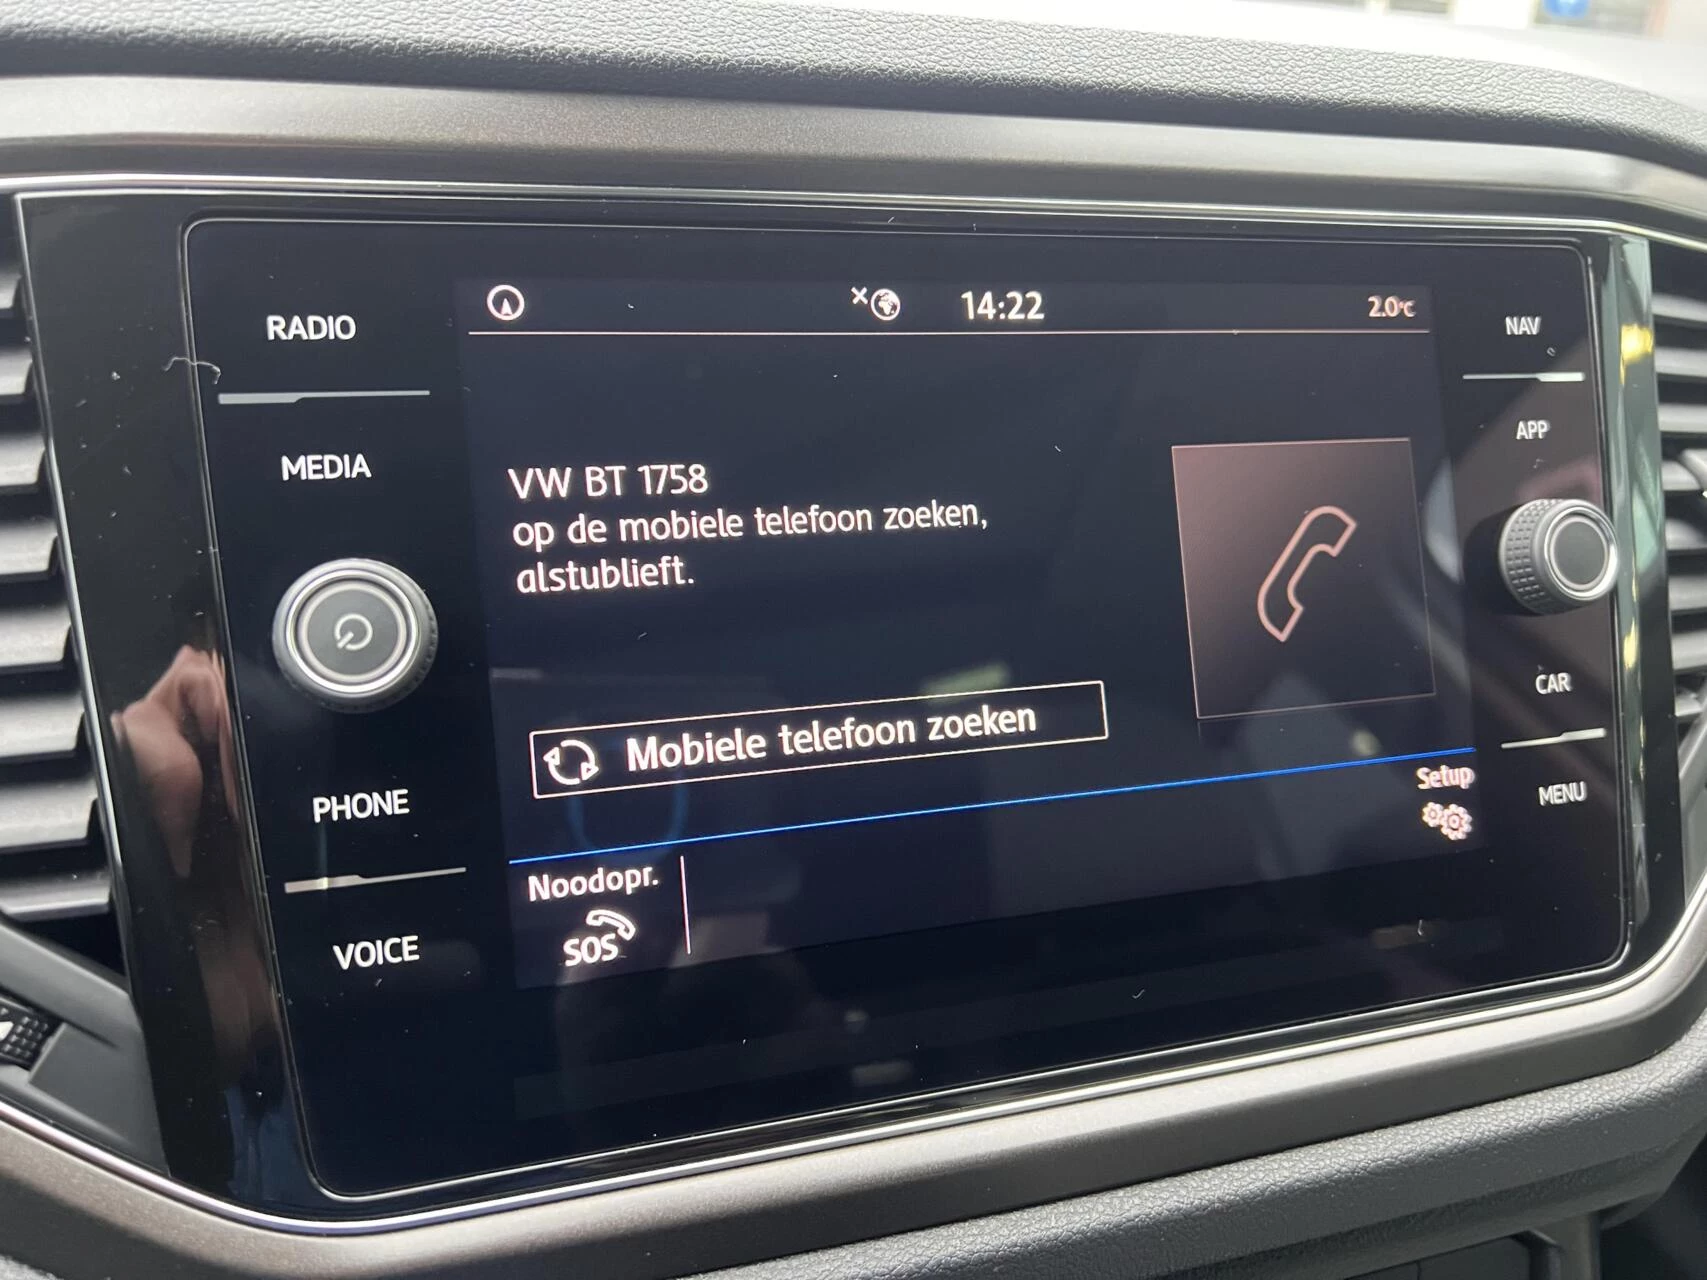 14:22
2.0°C
RADIO
MEDIA
PHONE
VOICE
VW BT 1758
op de mobiele telefoon zoeken,
alstublieft.
Mobiele telefoon zoeken
Noodopr.
SOS
Setup
NAV
APP
CAR
MENU